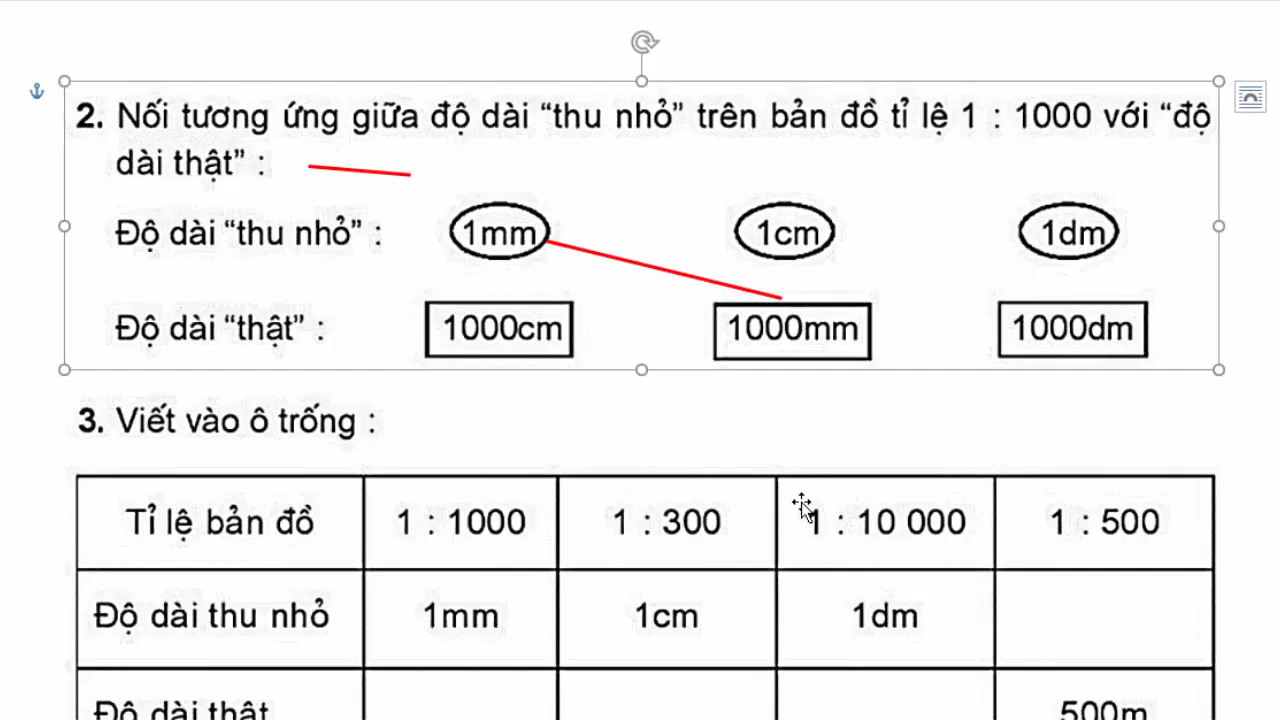 2. Nối tương ứng giữa độ dài “thu nhỏ” trên bản đồ tỉ lệ 1 : 1000 với “độ
dài thật” :
Độ dài “thu nhỏ” : 1mm 1cm 1dm
Độ dài “thật” : 1000cm 1000mm 1000dm
3. Viết vào ô trống :
Tỉ lệ bản đồ 1 : 1000 1 : 300 1 : 10 000 1 : 500
Độ dài thu nhỏ 1mm 1cm 1dm
Độ dài thật 500m